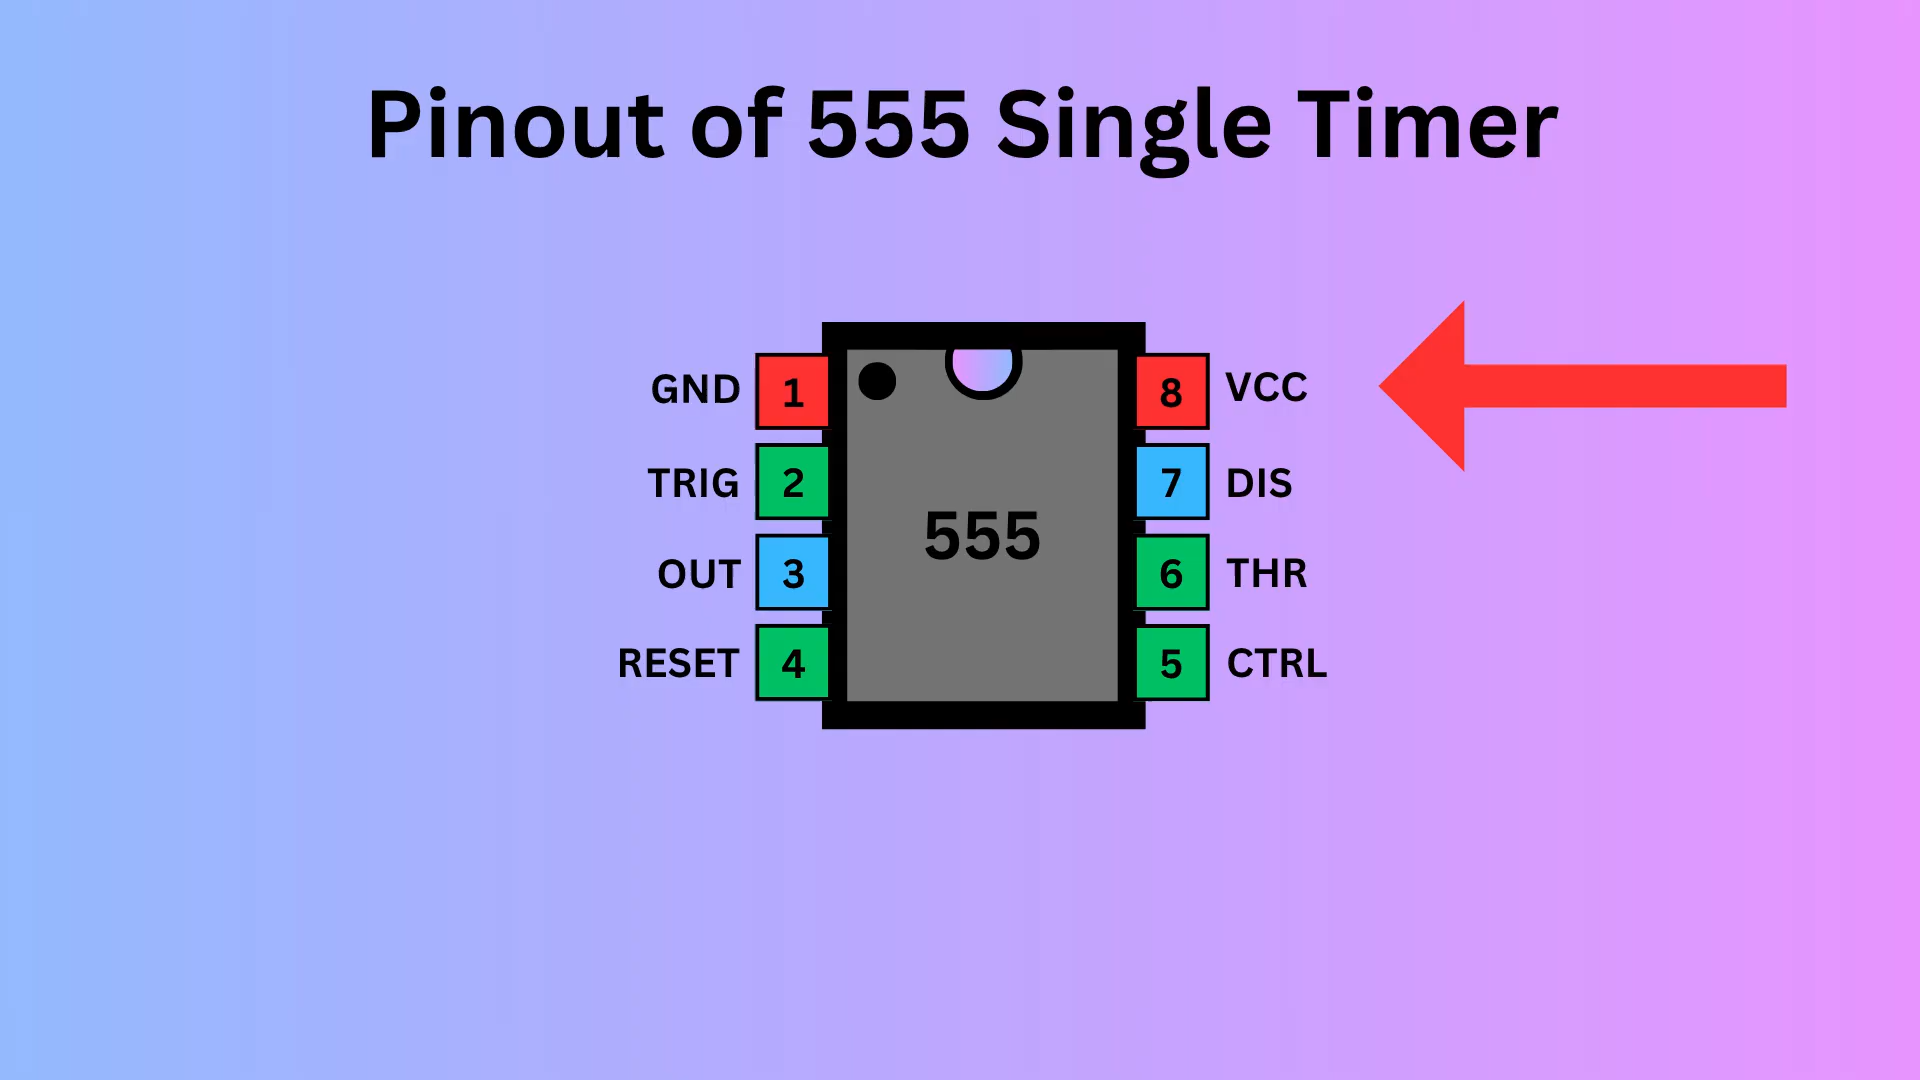 Pinout of 555 Single Timer
GND 1 8 VCC
TRIG 2 7 DIS
555
OUT 3 6 THR
RESET 4 5 CTRL